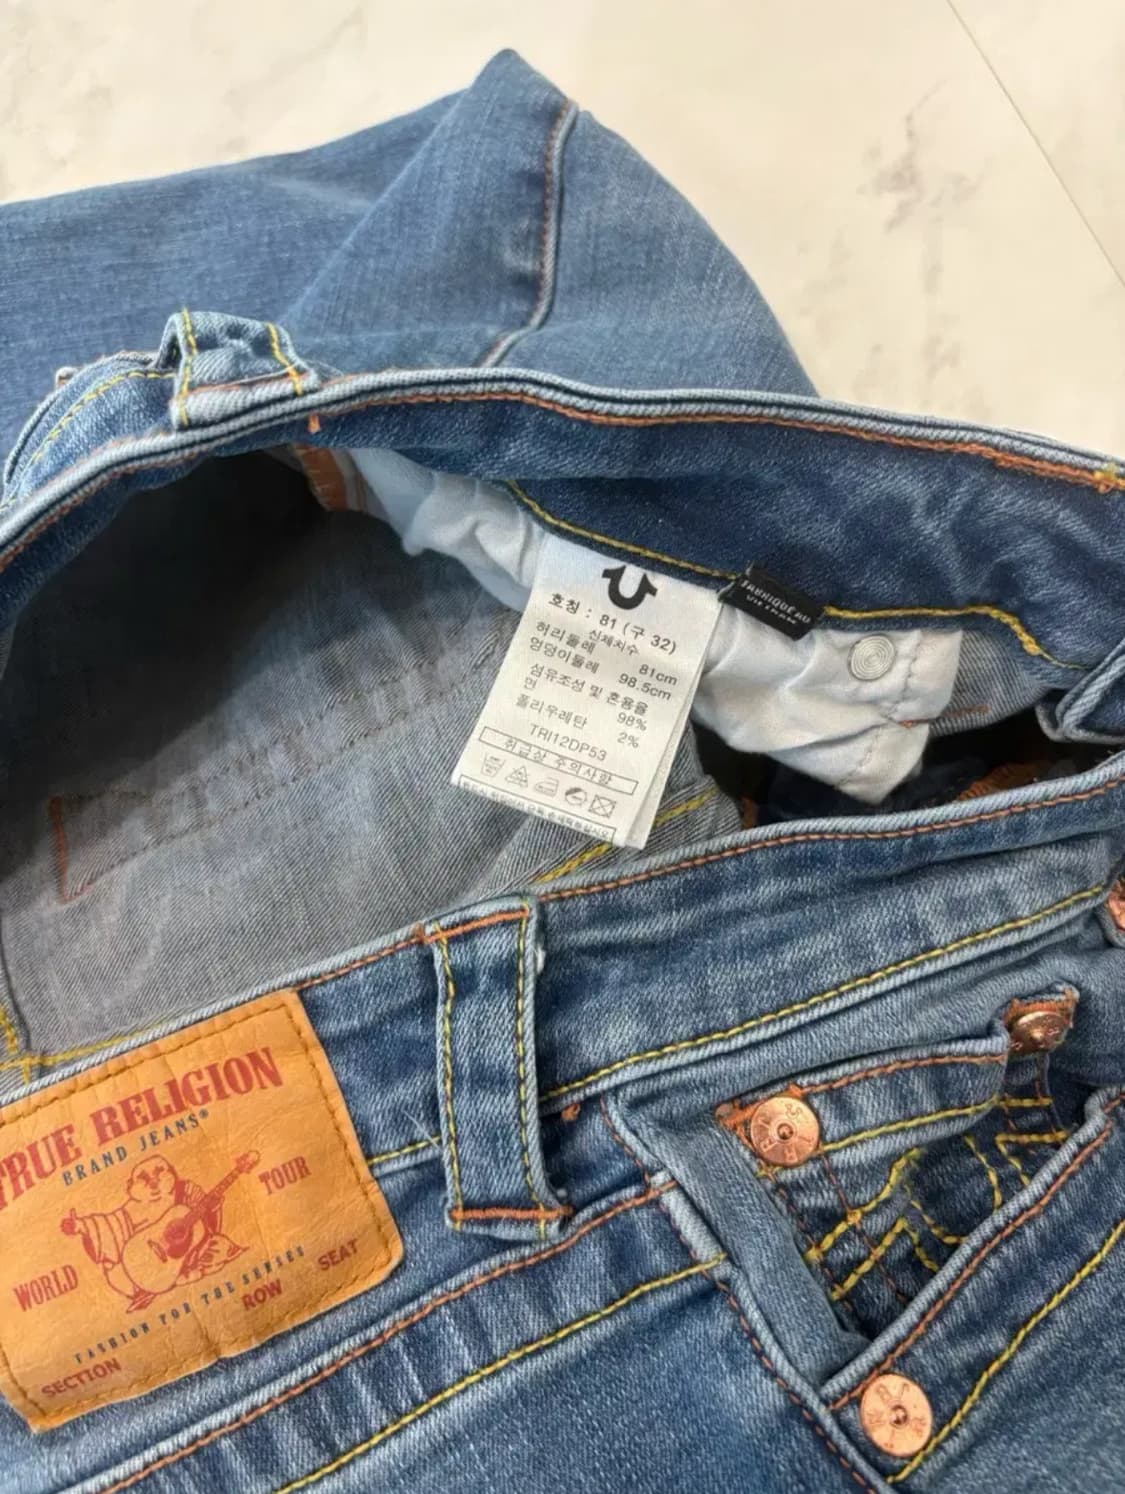 호칭 : 81 (구 32)
신체치수
허리둘레 81cm
엉덩이둘레 98.5cm
섬유조성 및 혼용율
면 98%
폴리우레탄 2%
TRI12DP53
취급상 주의사항
TRUE RELIGION
BRAND JEANS®
WORLD TOUR
FASHION FOR THE SENSES
SECTION ROW SEAT